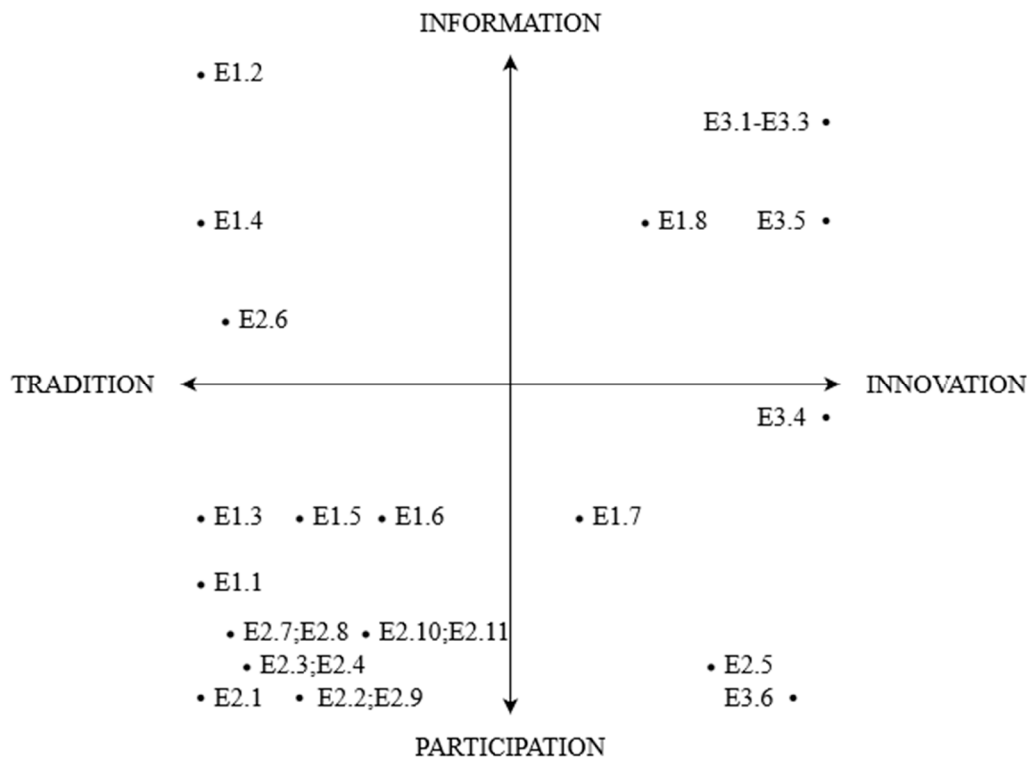 INFORMATION
E1.2
E3.1-E3.3
E1.4
E1.8
E3.5
E2.6
TRADITION
INNOVATION
E3.4
E1.3
E1.5
E1.6
E1.7
E1.1
E2.7;E2.8
E2.10;E2.11
E2.3;E2.4
E2.5
E2.1
E2.2;E2.9
E3.6
PARTICIPATION